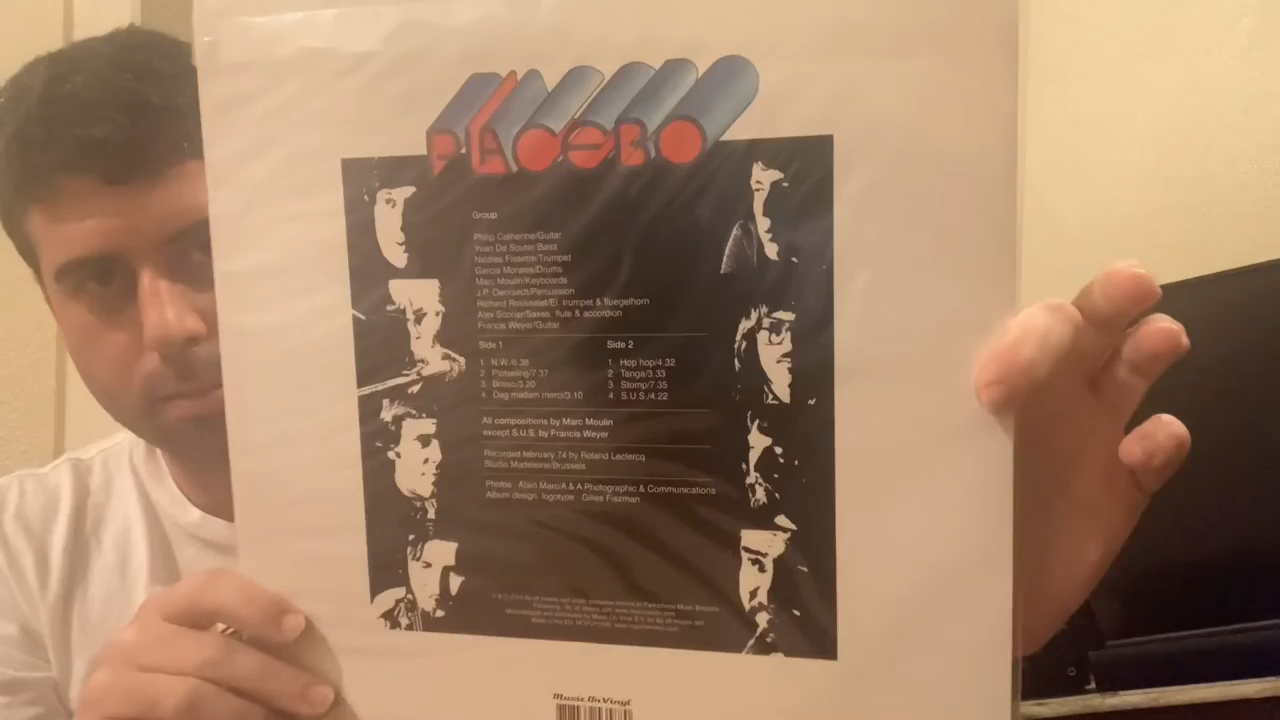 PLACEBO
Group
Philip Catherine/Guitar
Yvan De Souter/Bass
Nicolas Fissette/Trumpet
Garcia Morales/Drums
Marc Moulin/Keyboards
J.P. Oenraedt/Percussion
Richard Rousselet/El. trumpet & fluegelhorn
Alex Scorier/Saxes, flute & accordion
Francis Weyer/Guitar
Side 1
1. N.W./6.38
2 Plotseling/7.37
3. Bosso/3.20
4 Dag madam merci/3.10
Side 2
1 Hop hop/4.32
2 Tanga/3.33
3 Stomp/7.35
4 S.U.S./4.22
All compositions by Marc Moulin
except S.U.S. by Francis Weyer
Recorded february 74 by Roland Leclercq
Studio Madeleine/Brussels
Photos Alain Marc/A & A Photographic & Communications
Album design logotype Gilles Fiszman
Music On Vinyl